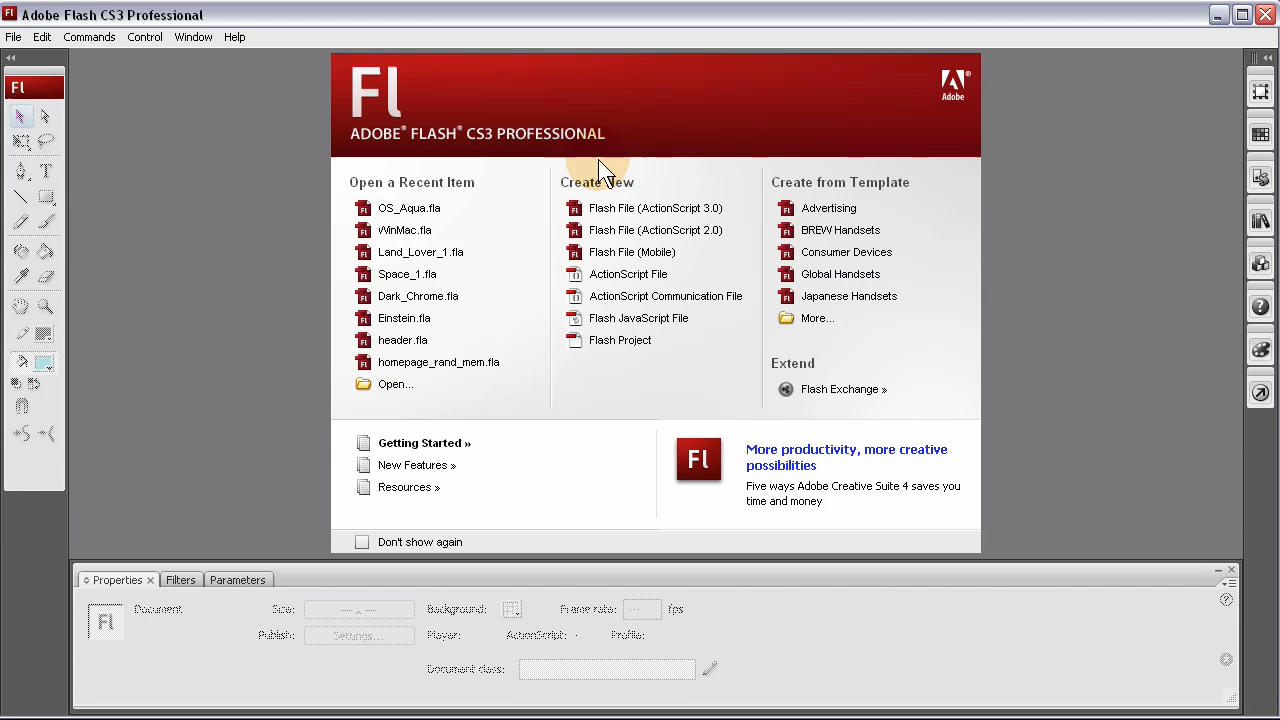 Fl Adobe Flash CS3 Professional
File Edit Commands Control Window Help
Fl
Fl
Adobe®
ADOBE® FLASH® CS3 PROFESSIONAL
Open a Recent Item
OS_Aqua.fla
WinMac.fla
Land_Lover_1.fla
Space_1.fla
Dark_Chrome.fla
Einstein.fla
header.fla
homepage_rand_mem.fla
Open...
Create New
Flash File (ActionScript 3.0)
Flash File (ActionScript 2.0)
Flash File (Mobile)
ActionScript File
ActionScript Communication File
Flash JavaScript File
Flash Project
Create from Template
Advertising
BREW Handsets
Consumer Devices
Global Handsets
Japanese Handsets
More...
Extend
Flash Exchange »
Getting Started »
New Features »
Resources »
Fl
More productivity, more creative
possibilities
Five ways Adobe Creative Suite 4 saves you
time and money
Don't show again
Properties Filters Parameters
Fl
Document Size: Background: Frame rate: ... fps
Publish: Settings... Player: ActionScript: Profile:
Document class: